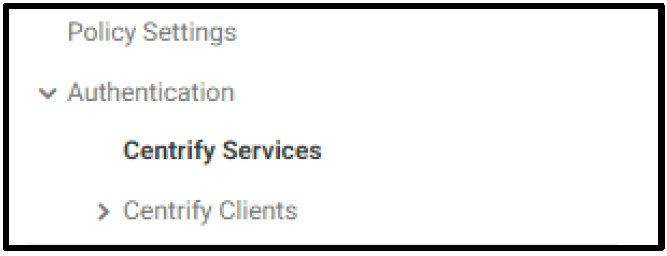 Policy Settings
Authentication
Centrify Services
Centrify Clients